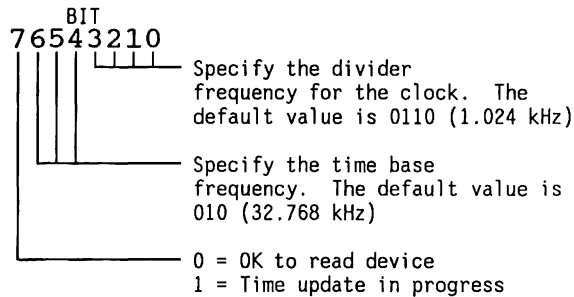 BIT
76543210
Specify the divider
frequency for the clock. The
default value is 0110 (1.024 kHz)
Specify the time base
frequency. The default value is
010 (32.768 kHz)
0 = OK to read device
1 = Time update in progress